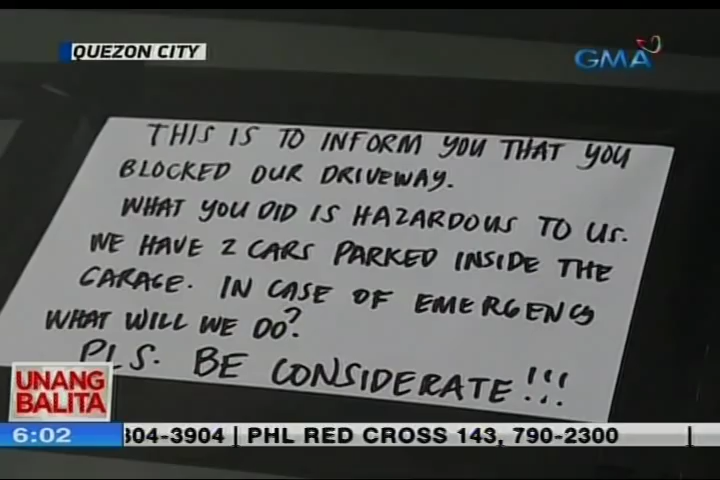 QUEZON CITY
GMA
THIS IS TO INFORM YOU THAT YOU
BLOCKED OUR DRIVEWAY.
WHAT YOU DID IS HAZARDOUS TO US.
WE HAVE 2 CARS PARKED INSIDE THE
GARAGE. IN CASE OF EMERGENCY
WHAT WILL WE DO?
PLS. BE CONSIDERATE!!!
UNANG
BALITA
6:02 304-3904 | PHL RED CROSS 143, 790-2300 |